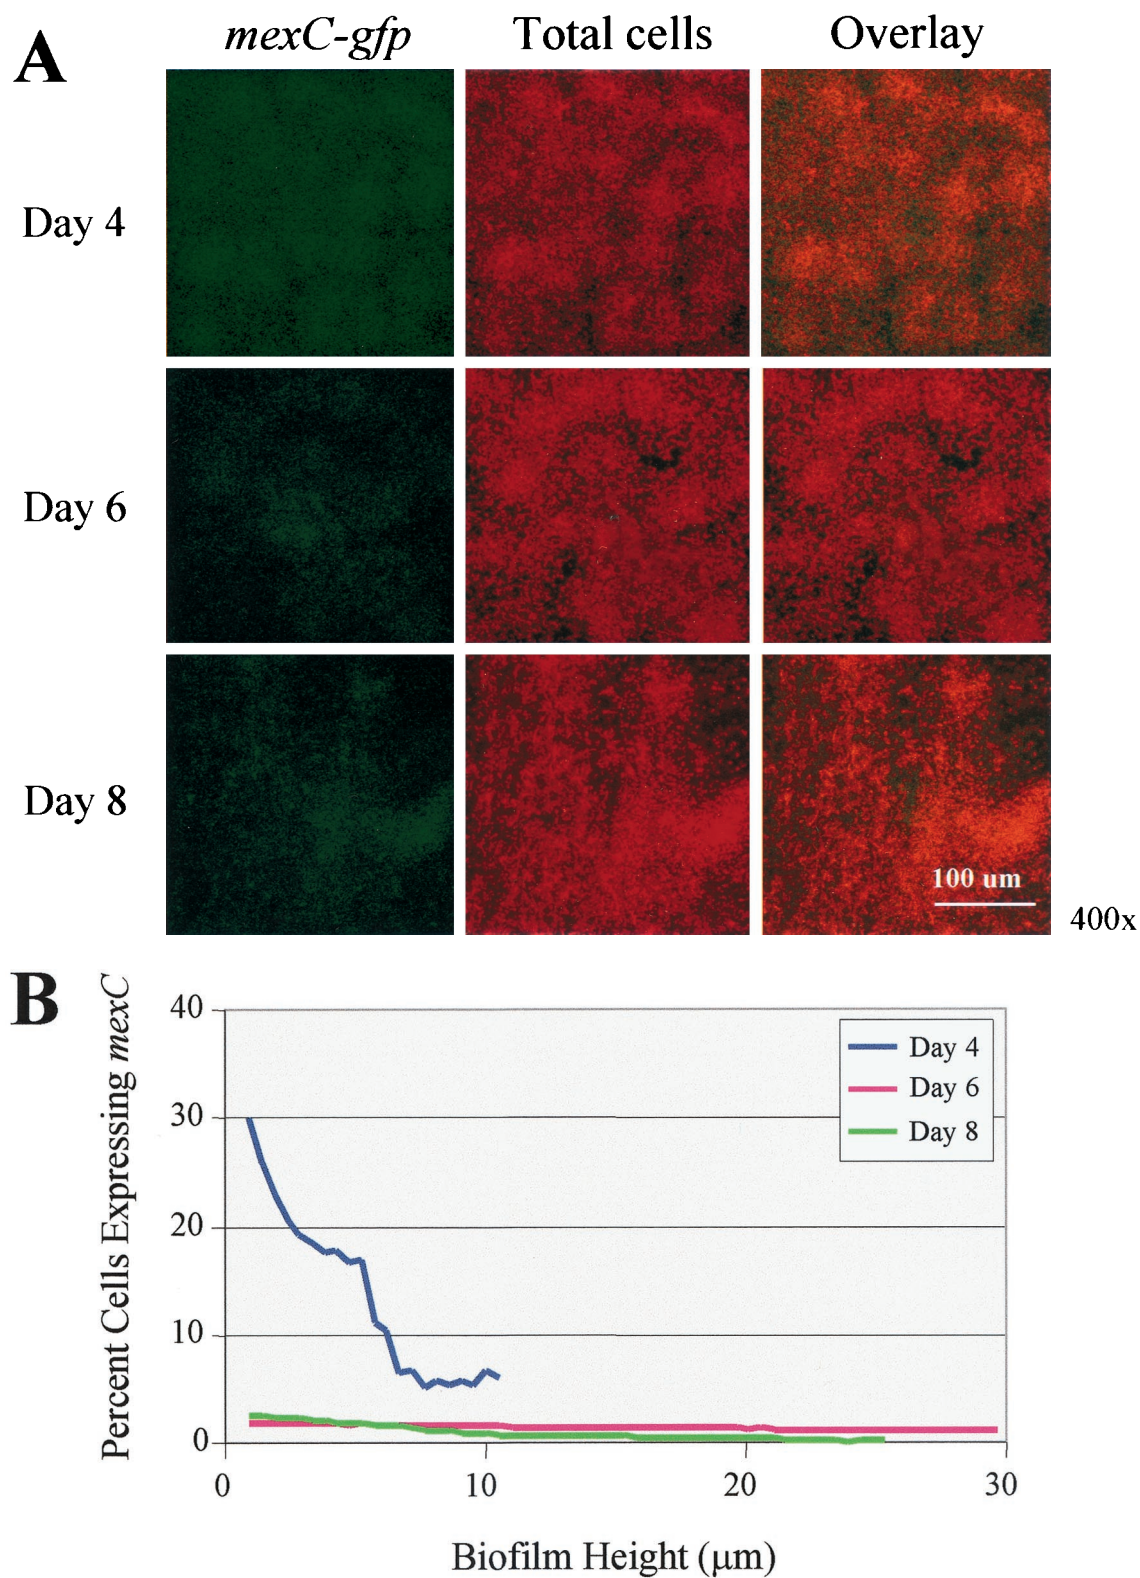 A
mexC-gfp Total cells Overlay
Day 4
Day 6
Day 8
100 um
400x
B
Percent Cells Expressing mexC
40
30
20
10
0
Day 4
Day 6
Day 8
0 10 20 30
Biofilm Height (μm)